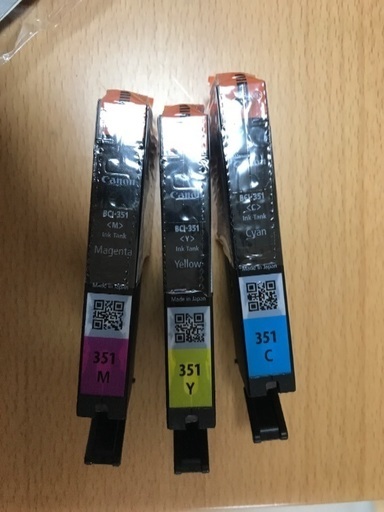 Canon
BCI-351
<M>
Ink Tank
Magenta
Made in Japan
351
M
Canon
BCI-351
<Y>
Ink Tank
Yellow
Made in Japan
351
Y
Canon
BCI-351
<C>
Ink Tank
Cyan
Made in Japan
351
C